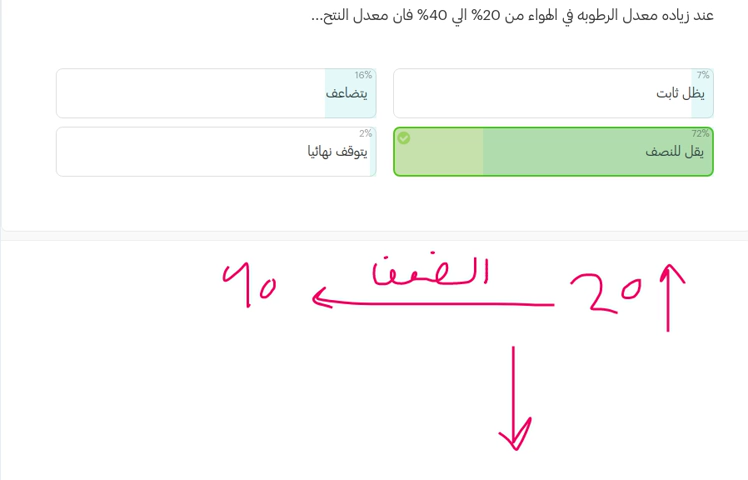 عند زياده معدل الرطوبه في الهواء من 20% الي 40% فان معدل النتح...
7%
يظل ثابت
16%
يتضاعف
72%
يقل للنصف
2%
يتوقف نهائيا
20 الضعف 40